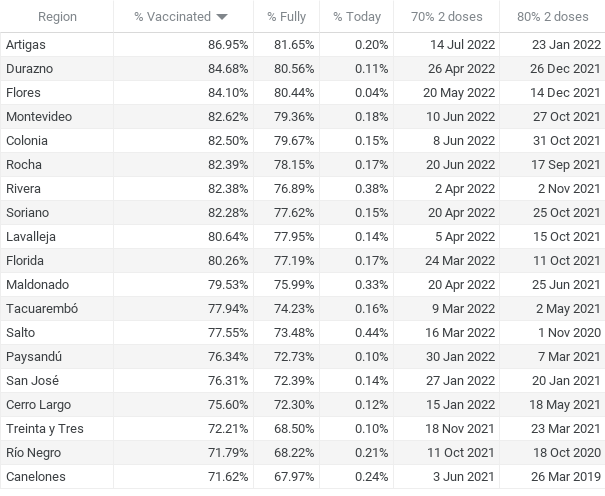 Region % Vaccinated % Fully % Today 70% 2 doses 80% 2 doses
Artigas 86.95% 81.65% 0.20% 14 Jul 2022 23 Jan 2022
Durazno 84.68% 80.56% 0.11% 26 Apr 2022 26 Dec 2021
Flores 84.10% 80.44% 0.04% 20 May 2022 14 Dec 2021
Montevideo 82.62% 79.36% 0.18% 10 Jun 2022 27 Oct 2021
Colonia 82.50% 79.67% 0.15% 8 Jun 2022 31 Oct 2021
Rocha 82.39% 78.15% 0.17% 20 Jun 2022 17 Sep 2021
Rivera 82.38% 76.89% 0.38% 2 Apr 2022 2 Nov 2021
Soriano 82.28% 77.62% 0.15% 20 Apr 2022 25 Oct 2021
Lavalleja 80.64% 77.95% 0.14% 5 Apr 2022 15 Oct 2021
Florida 80.26% 77.19% 0.17% 24 Mar 2022 11 Oct 2021
Maldonado 79.53% 75.99% 0.33% 20 Apr 2022 25 Jun 2021
Tacuarembó 77.94% 74.23% 0.16% 9 Mar 2022 2 May 2021
Salto 77.55% 73.48% 0.44% 16 Mar 2022 1 Nov 2020
Paysandú 76.34% 72.73% 0.10% 30 Jan 2022 7 Mar 2021
San José 76.31% 72.39% 0.14% 27 Jan 2022 20 Jan 2021
Cerro Largo 75.60% 72.30% 0.12% 15 Jan 2022 18 May 2021
Treinta y Tres 72.21% 68.50% 0.10% 18 Nov 2021 23 Mar 2021
Río Negro 71.79% 68.22% 0.21% 11 Oct 2021 18 Oct 2020
Canelones 71.62% 67.97% 0.24% 3 Jun 2021 26 Mar 2019